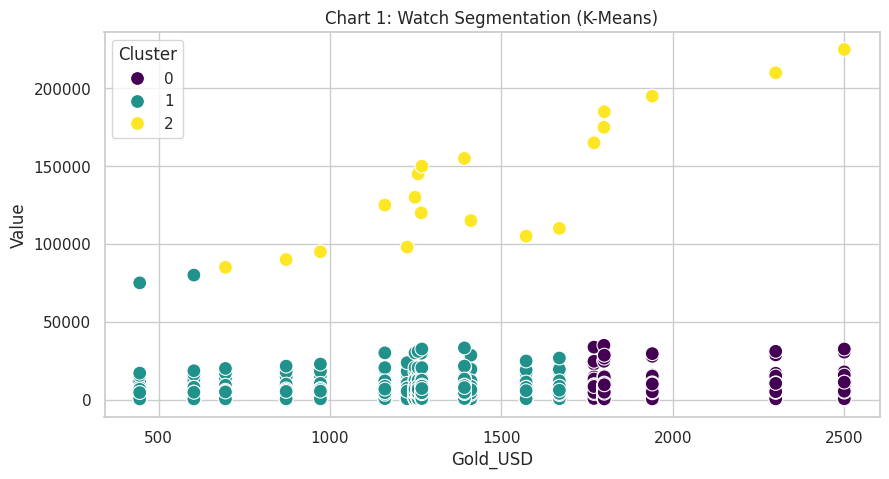 Chart 1: Watch Segmentation (K-Means)
Cluster
0
1
2
200000
150000
100000
50000
0
Value
500 1000 1500 2000 2500
Gold_USD